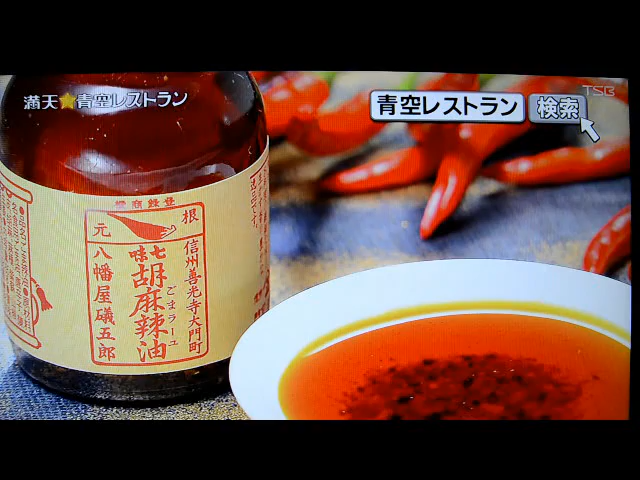 満天★青空レストラン
青空レストラン 検索
TSB
登録商標
根
元
七味
胡麻辣油
ごまラーユ
信州善光寺大門町
八幡屋礒五郎